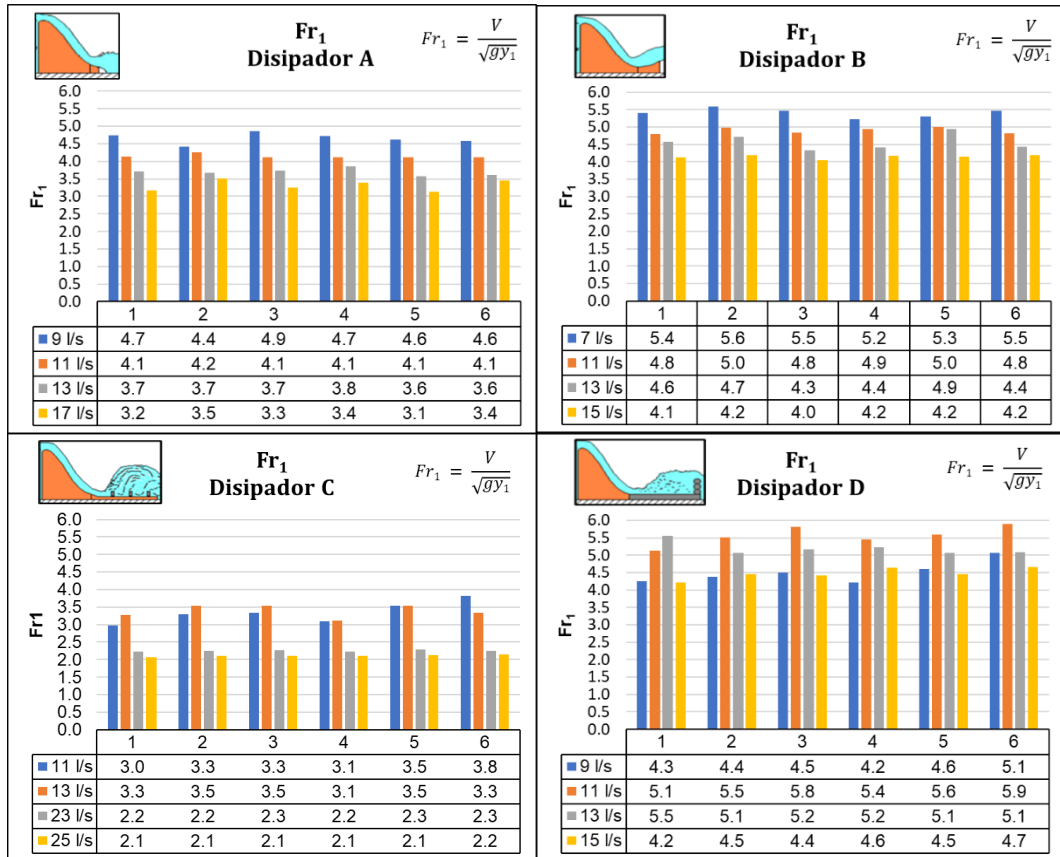 Fr₁
Disipador A
Fr₁ = V / √gy₁
Fr₁
6.0
5.5
5.0
4.5
4.0
3.5
3.0
2.5
2.0
1.5
1.0
0.5
0.0
1 2 3 4 5 6
9 l/s 4.7 4.4 4.9 4.7 4.6 4.6
11 l/s 4.1 4.2 4.1 4.1 4.1 4.1
13 l/s 3.7 3.7 3.7 3.8 3.6 3.6
17 l/s 3.2 3.5 3.3 3.4 3.1 3.4
Fr₁
Disipador B
Fr₁ = V / √gy₁
Fr₁
6.0
5.5
5.0
4.5
4.0
3.5
3.0
2.5
2.0
1.5
1.0
0.5
0.0
1 2 3 4 5 6
7 l/s 5.4 5.6 5.5 5.2 5.3 5.5
11 l/s 4.8 5.0 4.8 4.9 5.0 4.8
13 l/s 4.6 4.7 4.3 4.4 4.9 4.4
15 l/s 4.1 4.2 4.0 4.2 4.2 4.2
Fr₁
Disipador C
Fr₁ = V / √gy₁
Fr1
6.0
5.5
5.0
4.5
4.0
3.5
3.0
2.5
2.0
1.5
1.0
0.5
0.0
1 2 3 4 5 6
11 l/s 3.0 3.3 3.3 3.1 3.5 3.8
13 l/s 3.3 3.5 3.5 3.1 3.5 3.3
23 l/s 2.2 2.2 2.3 2.2 2.3 2.3
25 l/s 2.1 2.1 2.1 2.1 2.1 2.2
Fr₁
Disipador D
Fr₁ = V / √gy₁
Fr₁
6.0
5.5
5.0
4.5
4.0
3.5
3.0
2.5
2.0
1.5
1.0
0.5
0.0
1 2 3 4 5 6
9 l/s 4.3 4.4 4.5 4.2 4.6 5.1
11 l/s 5.1 5.5 5.8 5.4 5.6 5.9
13 l/s 5.5 5.1 5.2 5.2 5.1 5.1
15 l/s 4.2 4.5 4.4 4.6 4.5 4.7